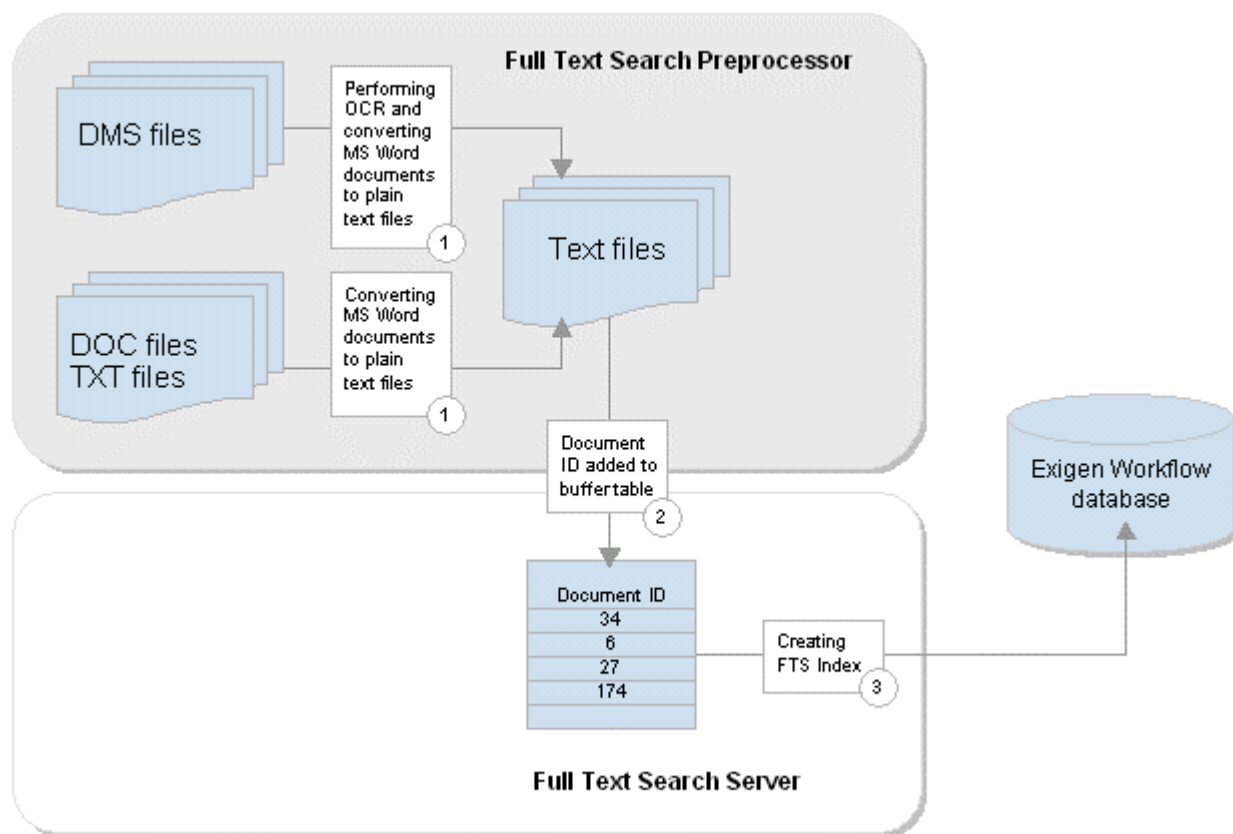 Full Text Search Preprocessor
DMS files
Performing
OCR and
converting
MS Word
documents
to plain
text files
1
Text files
DOC files
TXT files
Converting
MS Word
documents
to plain
text files
1
Document
ID added to
buffer table
2
Exigen Workflow
database
Document ID
34
6
27
174
Creating
FTS Index
3
Full Text Search Server